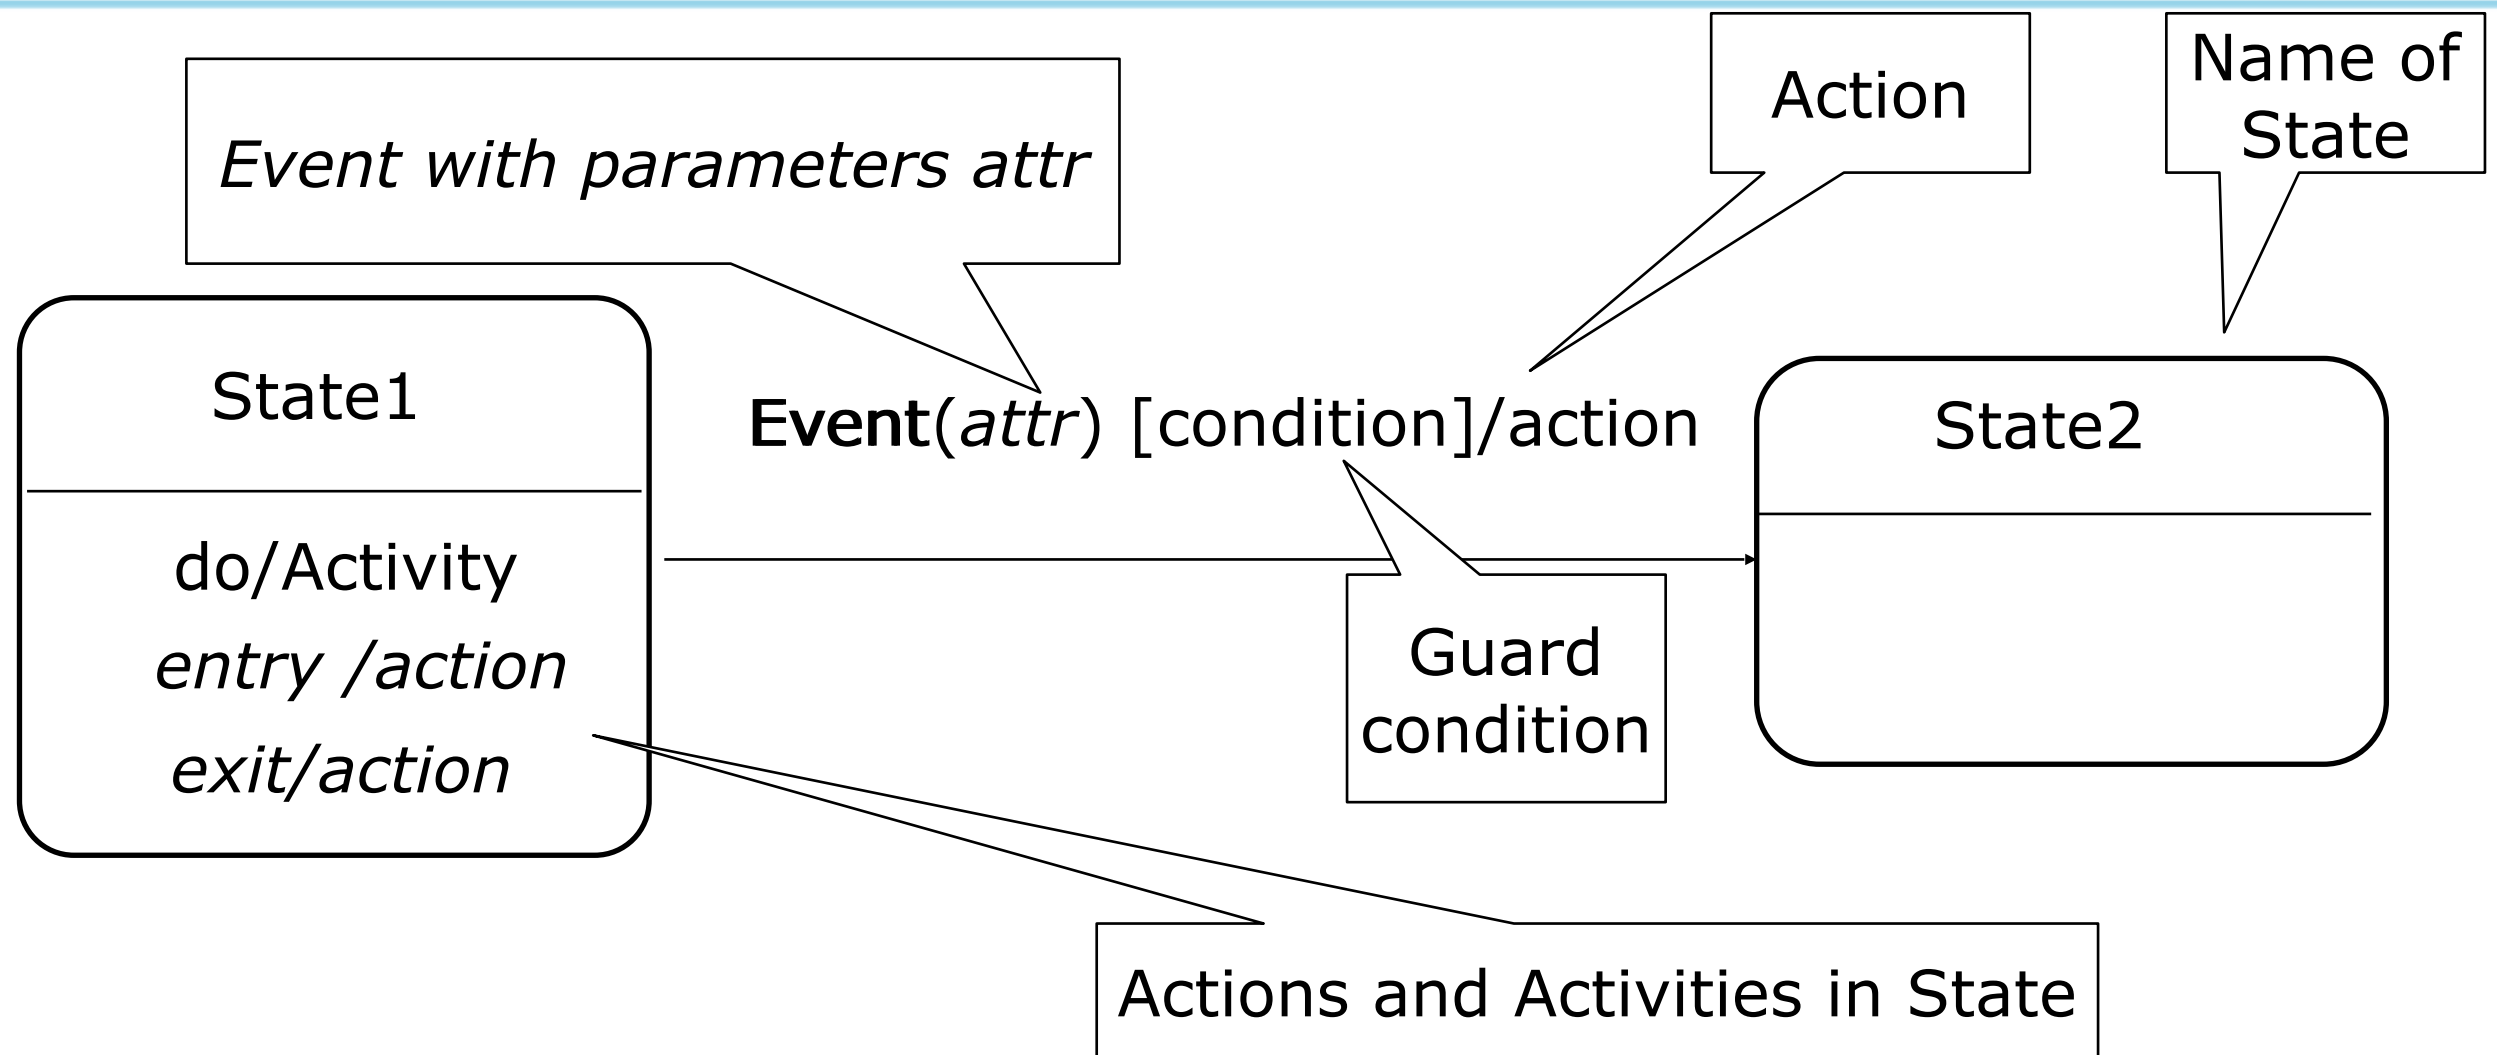 Action
Name of
State
Event with parameters attr
State1
Event(attr) [condition]/action
State2
do/Activity
entry /action
exit/action
Guard
condition
Actions and Activities in State